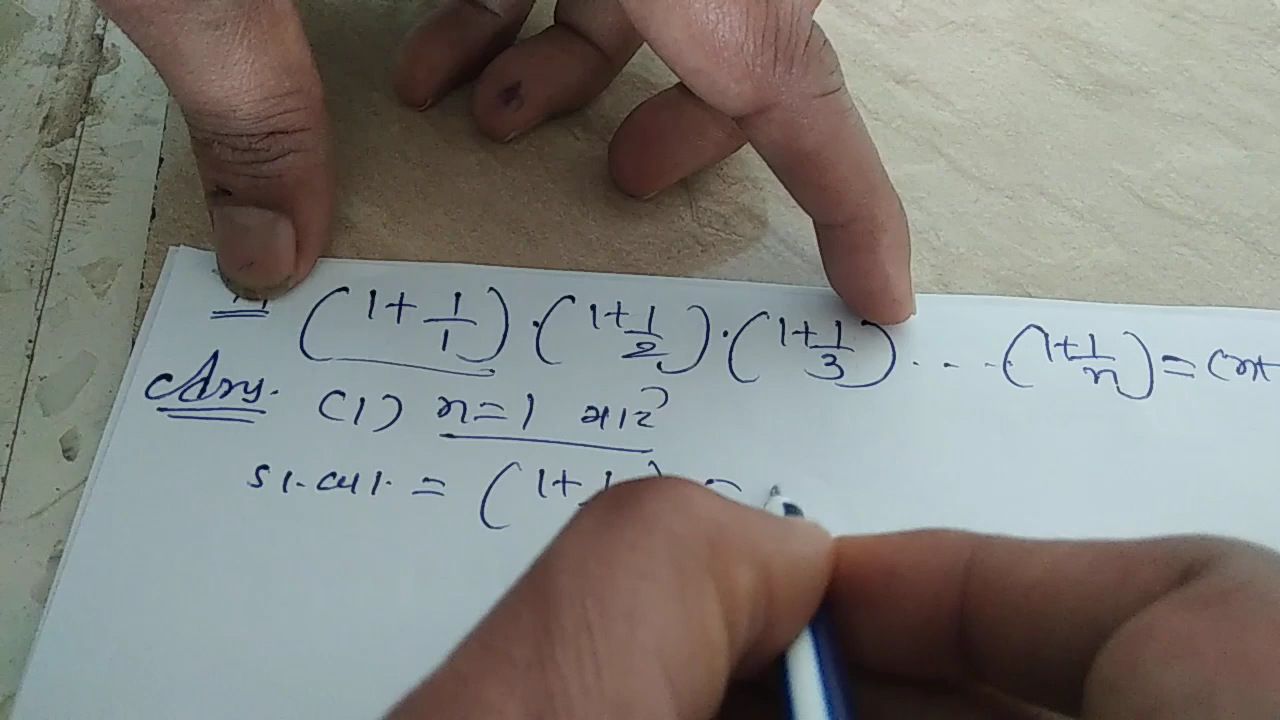 (1+1/1)·(1+1/2)·(1+1/3)....(1+1/n)=(n+
Ans. (1) n=1
= (1+